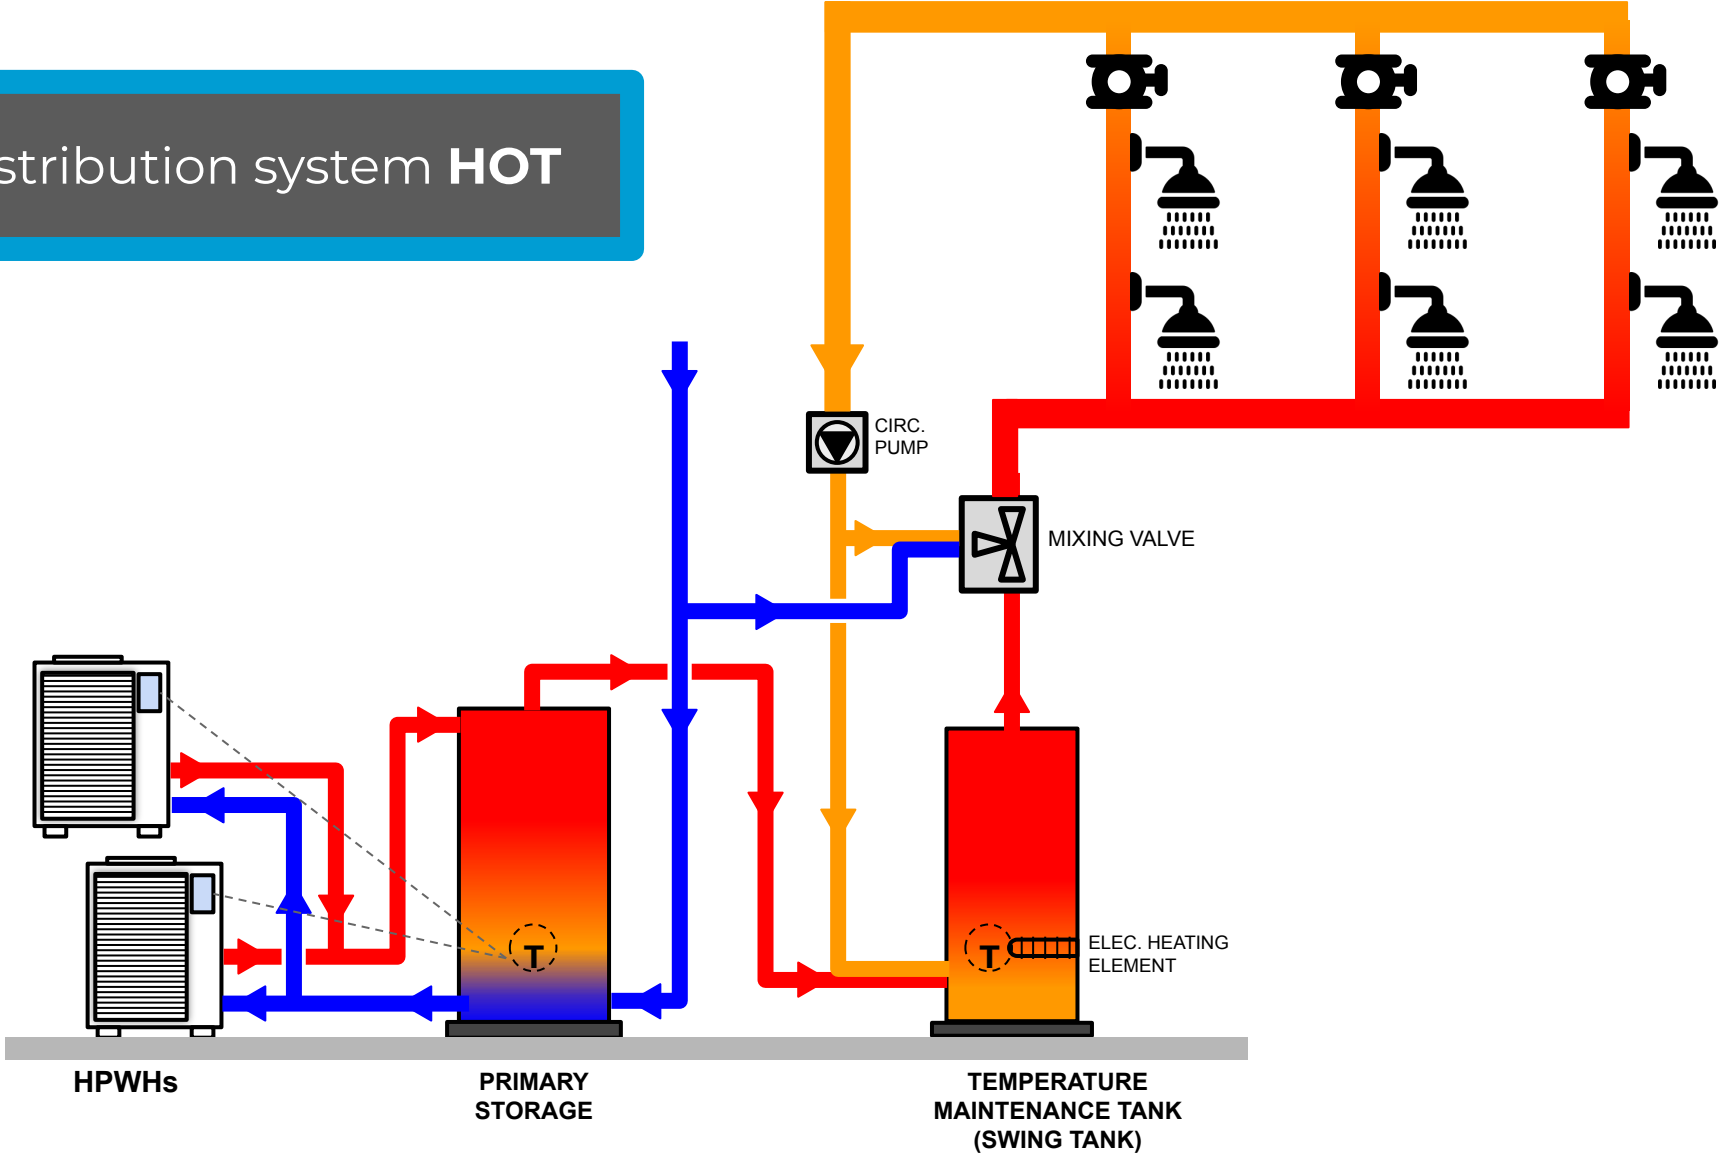 stribution system HOT
CIRC.
PUMP
MIXING VALVE
T
T
ELEC. HEATING
ELEMENT
HPWHs
PRIMARY
STORAGE
TEMPERATURE
MAINTENANCE TANK
(SWING TANK)